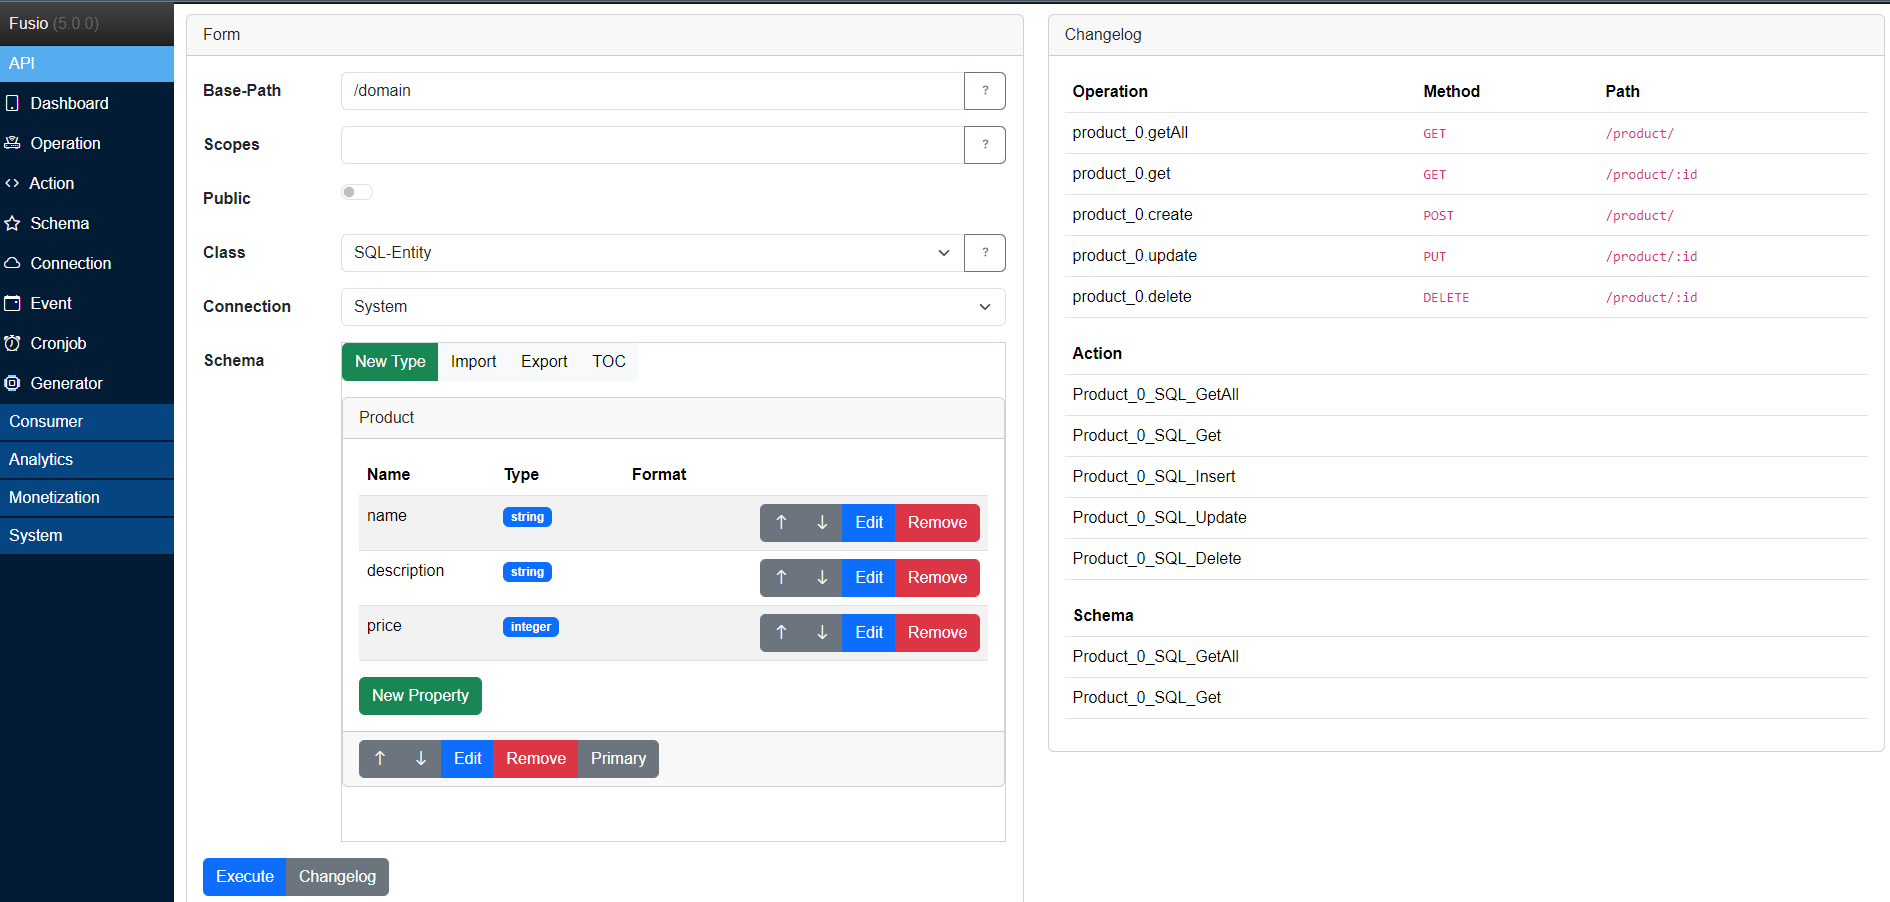 Fusio (5.0.0)
API
Dashboard
Operation
Action
Schema
Connection
Event
Cronjob
Generator
Consumer
Analytics
Monetization
System
Form
Base-Path
/domain
?
Scopes
?
Public
Class
SQL-Entity
?
Connection
System
Schema
New Type Import Export TOC
Product
Name Type Format
name string ↑ ↓ Edit Remove
description string ↑ ↓ Edit Remove
price integer ↑ ↓ Edit Remove
New Property
↑ ↓ Edit Remove Primary
Execute Changelog
Changelog
Operation Method Path
product_0.getAll GET /product/
product_0.get GET /product/:id
product_0.create POST /product/
product_0.update PUT /product/:id
product_0.delete DELETE /product/:id
Action
Product_0_SQL_GetAll
Product_0_SQL_Get
Product_0_SQL_Insert
Product_0_SQL_Update
Product_0_SQL_Delete
Schema
Product_0_SQL_GetAll
Product_0_SQL_Get